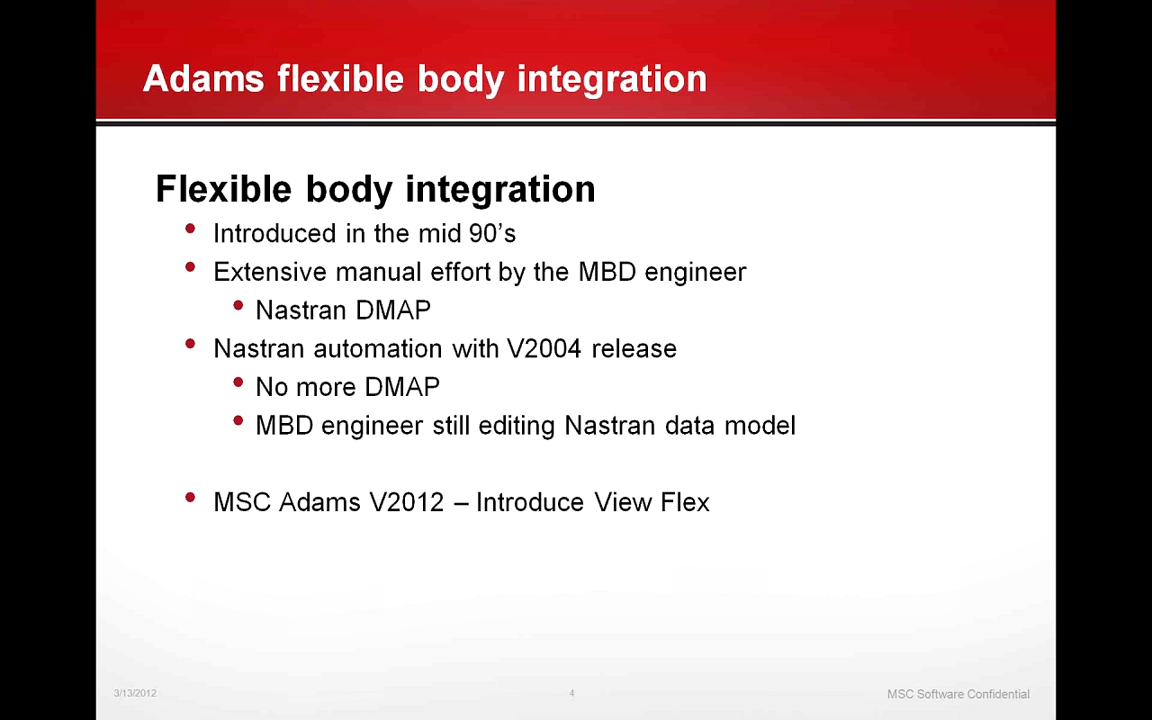 Adams flexible body integration
Flexible body integration
• Introduced in the mid 90’s
• Extensive manual effort by the MBD engineer
• Nastran DMAP
• Nastran automation with V2004 release
• No more DMAP
• MBD engineer still editing Nastran data model
• MSC Adams V2012 – Introduce View Flex
3/13/2012
4
MSC Software Confidential